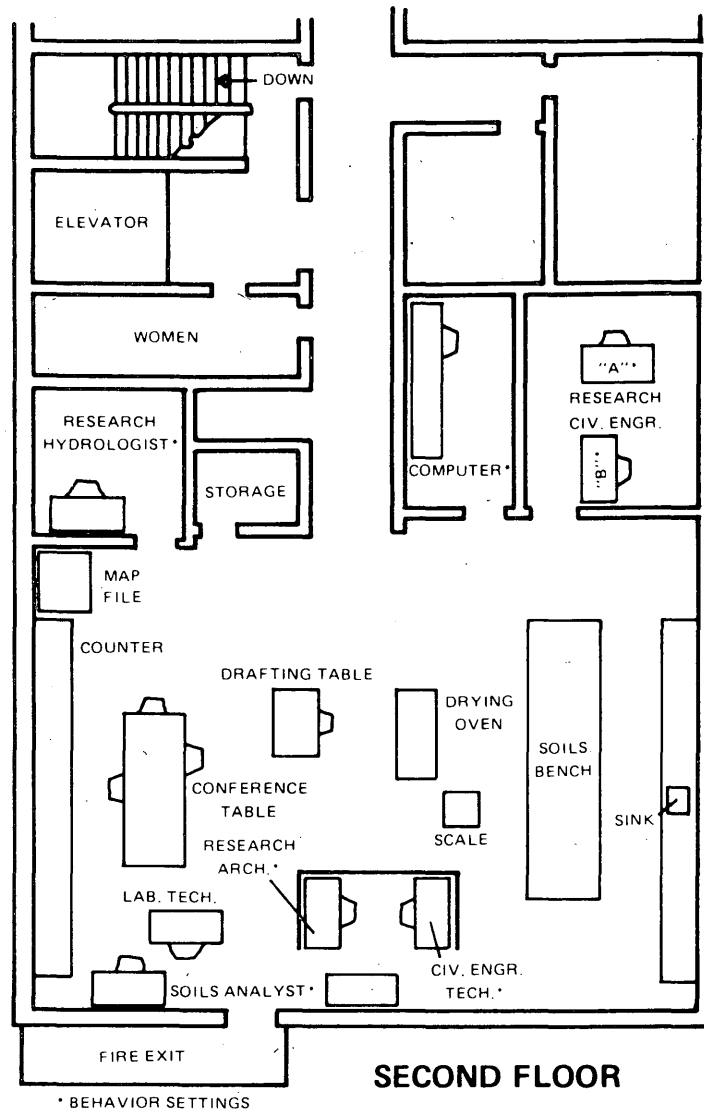 DOWN
ELEVATOR
WOMEN
RESEARCH
HYDROLOGIST*
STORAGE
COMPUTER*
"A"*
RESEARCH
CIV. ENGR.
"B"*
MAP
FILE
COUNTER
DRAFTING TABLE
DRYING
OVEN
SOILS
BENCH
CONFERENCE
TABLE
SCALE
SINK
RESEARCH
ARCH.*
LAB. TECH.
CIV. ENGR.
TECH.*
SOILS ANALYST*
FIRE EXIT
SECOND FLOOR
* BEHAVIOR SETTINGS